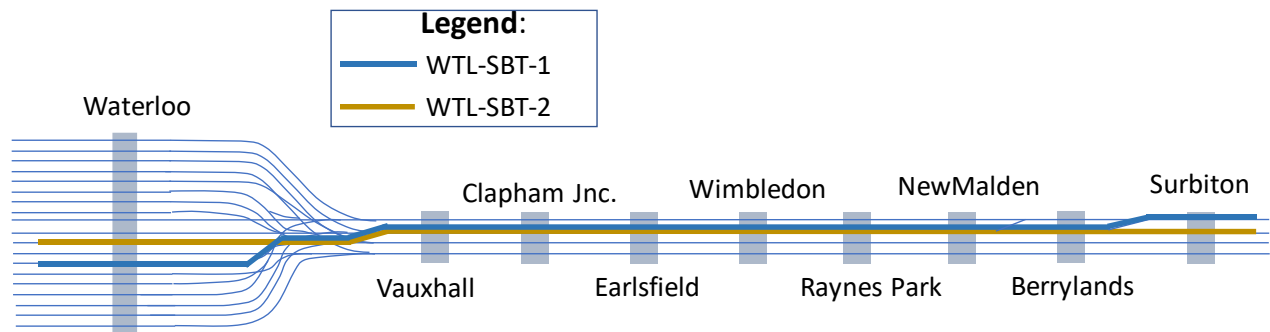 Legend:
WTL-SBT-1
WTL-SBT-2
Waterloo
Clapham Jnc.
Wimbledon
NewMalden
Surbiton
Vauxhall
Earlsfield
Raynes Park
Berrylands